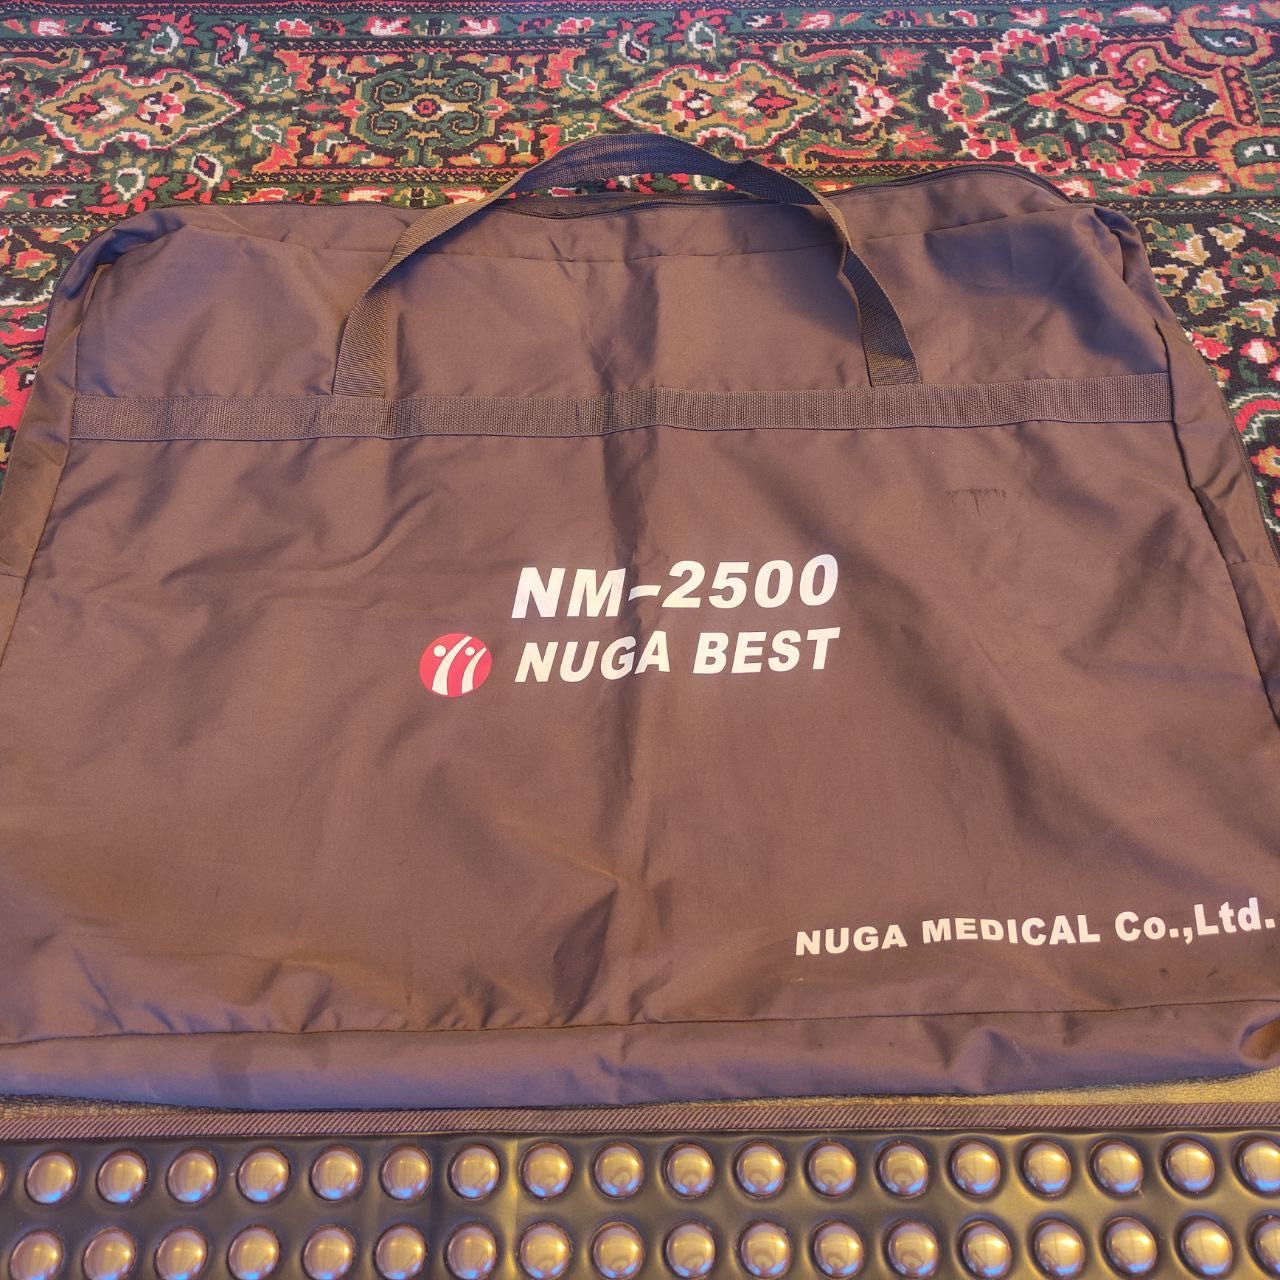 NM-2500
NUGA BEST
NUGA MEDICAL Co.,Ltd.